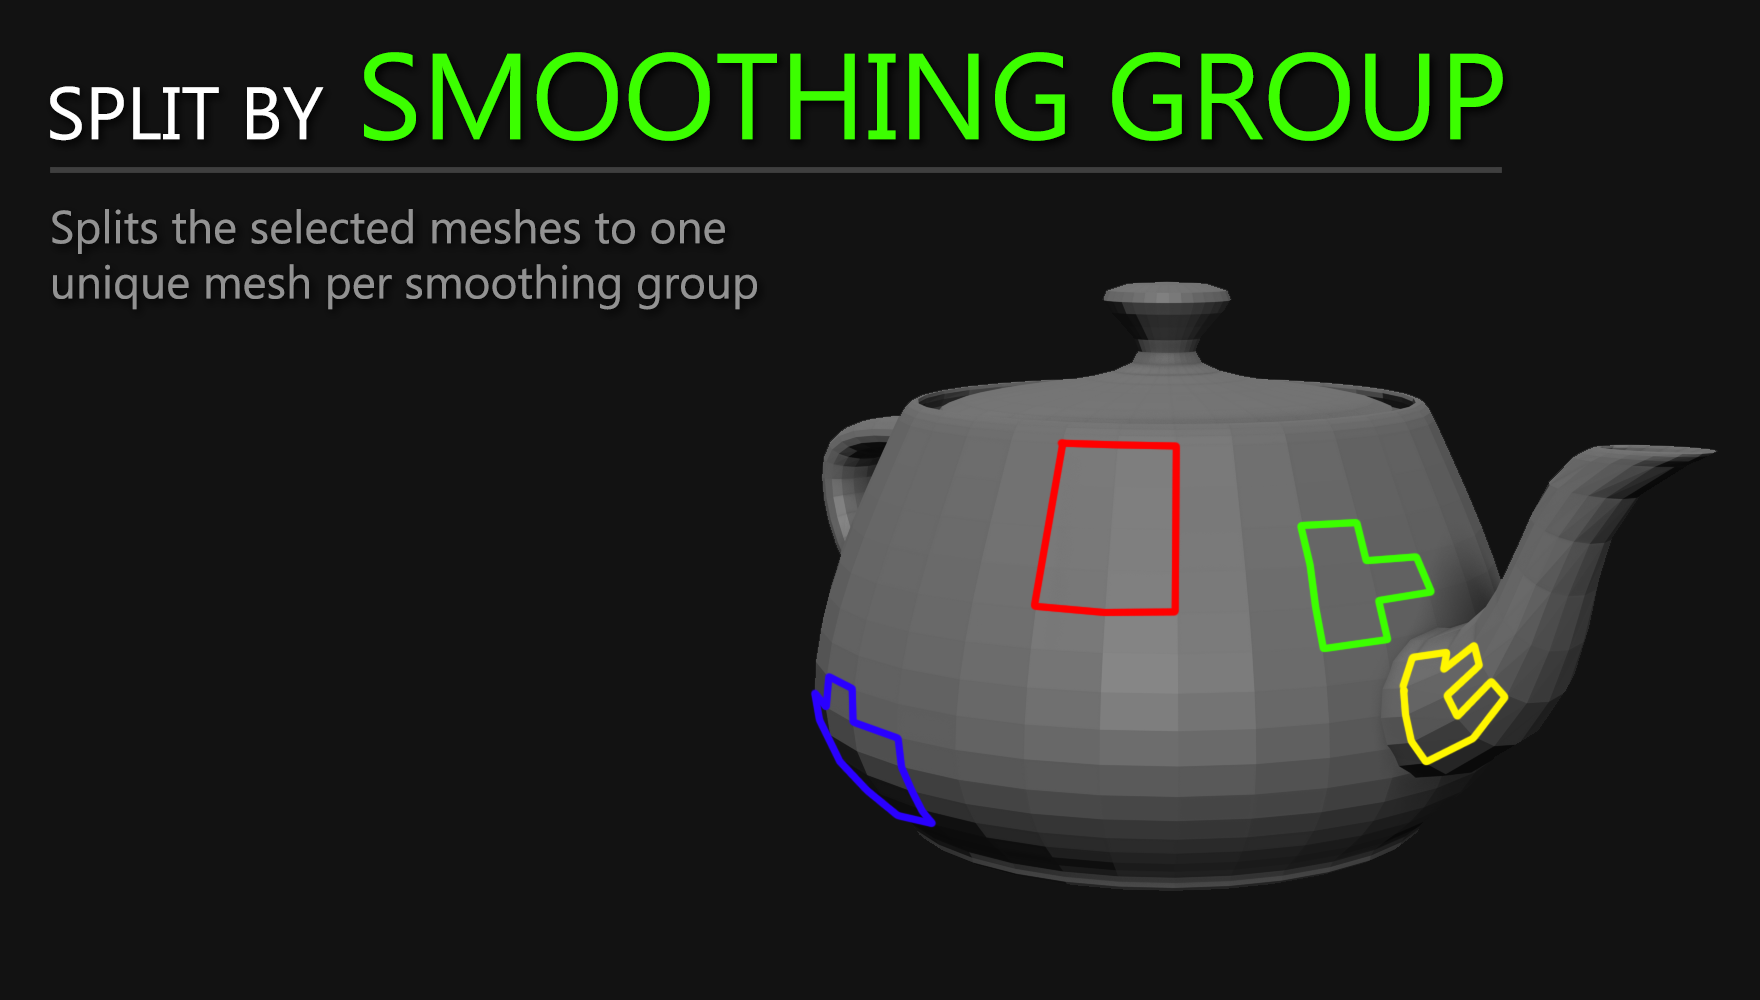 SPLIT BY SMOOTHING GROUP
Splits the selected meshes to one
unique mesh per smoothing group